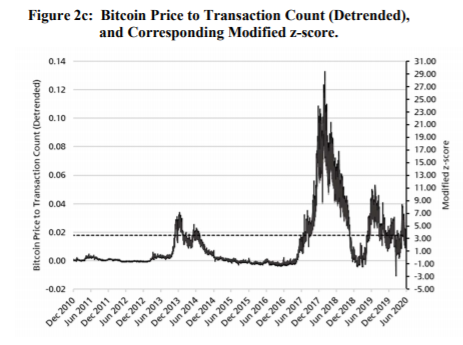 Figure 2c: Bitcoin Price to Transaction Count (Detrended),
and Corresponding Modified z-score.
Bitcoin Price to Transaction Count (Detrended)
0.14
0.12
0.10
0.08
0.06
0.04
0.02
0.00
-0.02
31.00
29.00
27.00
25.00
23.00
21.00
19.00
17.00
15.00
13.00
11.00
9.00
7.00
5.00
3.00
1.00
-1.00
-3.00
-5.00
Modified z-score
Dec 2010
Jun 2011
Dec 2011
Jun 2012
Dec 2012
Jun 2013
Dec 2013
Jun 2014
Dec 2014
Jun 2015
Dec 2015
Jun 2016
Dec 2016
Jun 2017
Dec 2017
Jun 2018
Dec 2018
Jun 2019
Dec 2019
Jun 2020